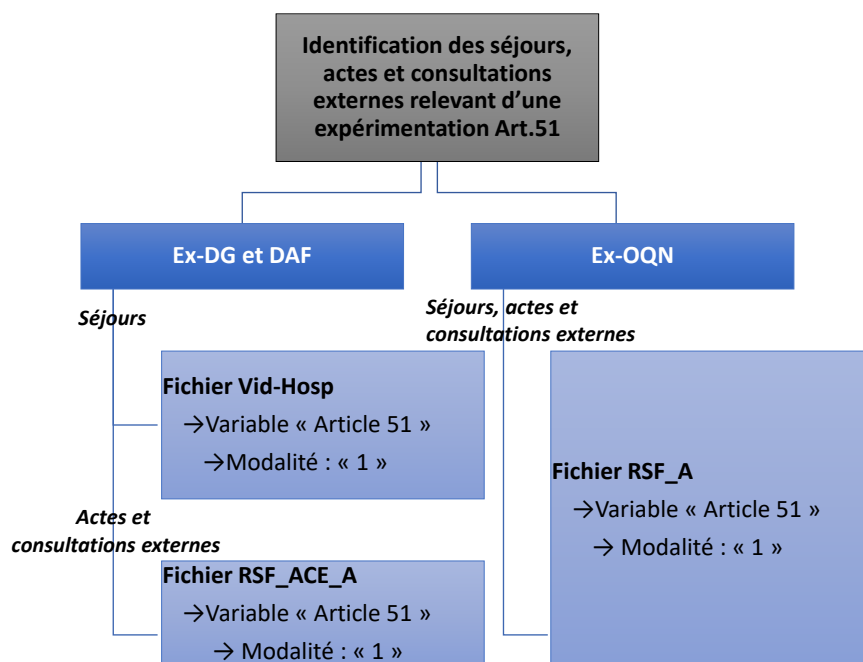 Identification des séjours,
actes et consultations
externes relevant d’une
expérimentation Art.51
Ex-DG et DAF
Ex-OQN
Séjours
Fichier Vid-Hosp
→Variable « Article 51 »
→Modalité : « 1 »
Actes et
consultations externes
Fichier RSF_ACE_A
→Variable « Article 51 »
→ Modalité : « 1 »
Séjours, actes et
consultations externes
Fichier RSF_A
→Variable « Article 51 »
→ Modalité : « 1 »